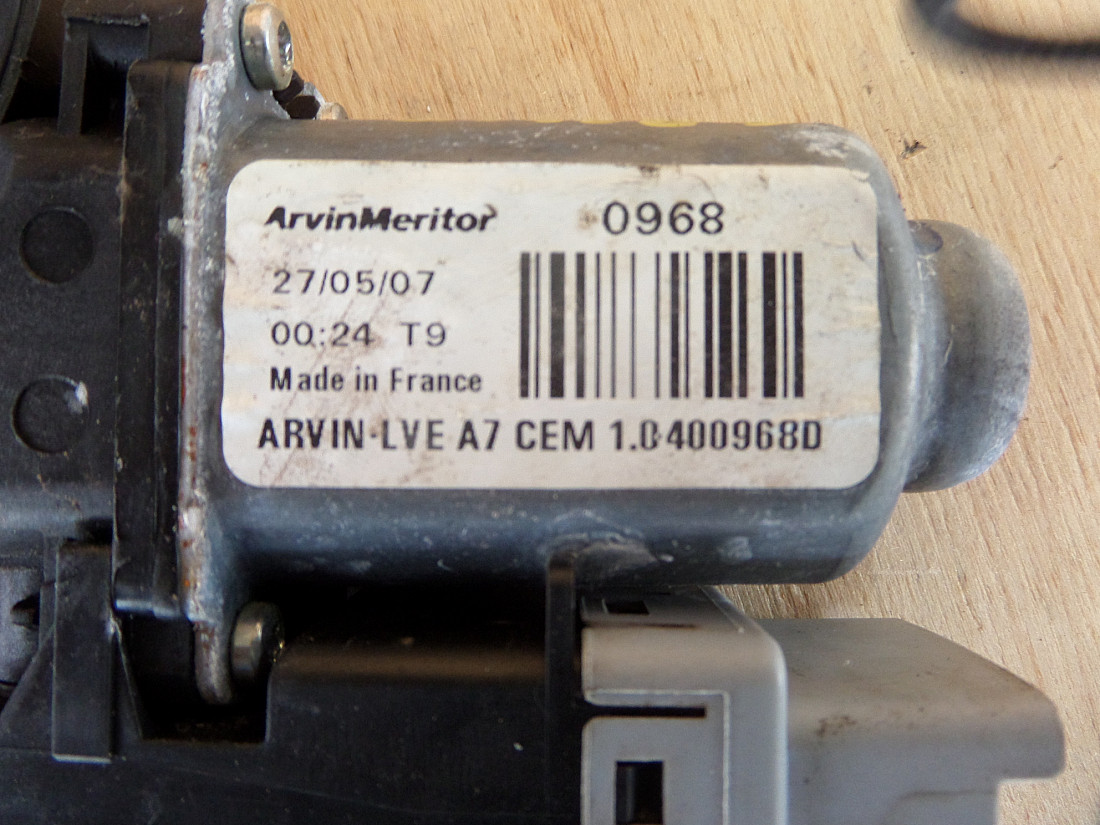 ArvinMeritor 0968
27/05/07
00:24 T9
Made in France
ARVIN-LVE A7 CEM 1.0400968D